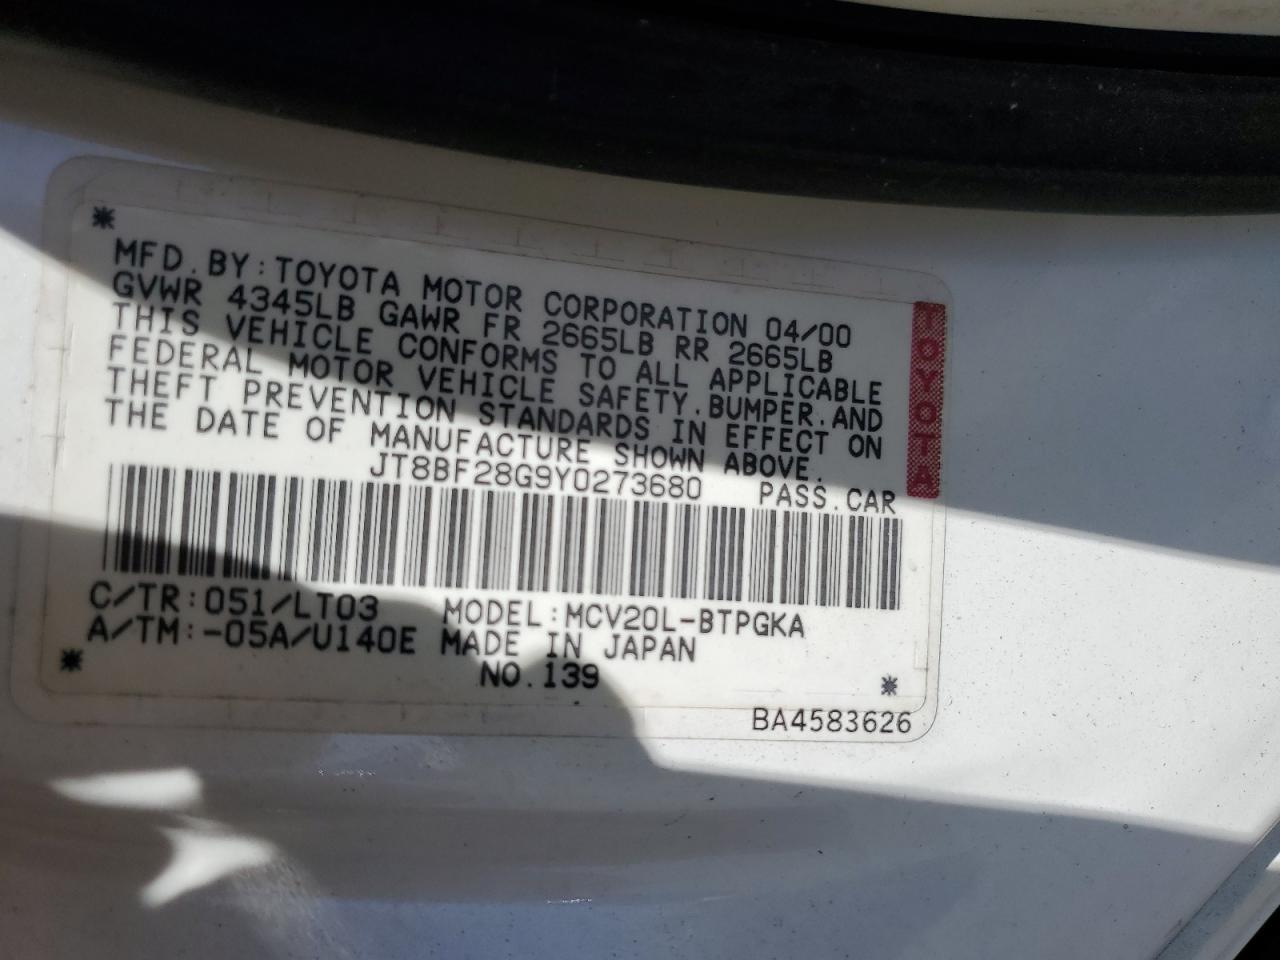 MFD.BY:TOYOTA MOTOR CORPORATION 04/00
GVWR 4345LB GAWR FR 2665LB RR 2665LB
THIS VEHICLE CONFORMS TO ALL APPLICABLE
FEDERAL MOTOR VEHICLE SAFETY.BUMPER.AND
THEFT PREVENTION STANDARDS IN EFFECT ON
THE DATE OF MANUFACTURE SHOWN ABOVE.
JT8BF28G9Y0273680 PASS.CAR
C/TR:051/LT03 MODEL:MCV20L-BTPGKA
A/TM:-05A/U140E MADE IN JAPAN
NO.139
BA4583626
TOYOTA